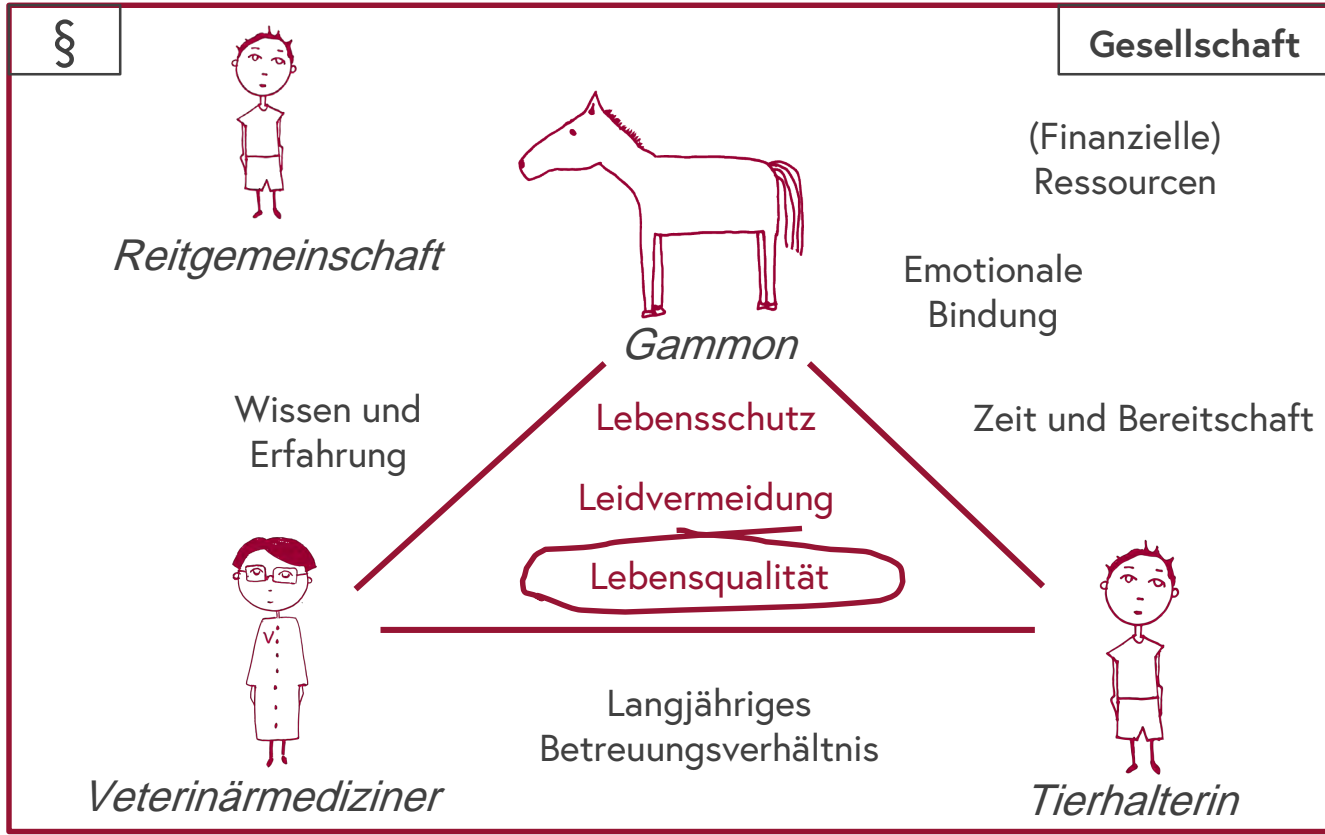 §
Gesellschaft
(Finanzielle)
Ressourcen
Reitgemeinschaft
Emotionale
Bindung
Gammon
Wissen und
Erfahrung
Lebensschutz
Zeit und Bereitschaft
Leidvermeidung
Lebensqualität
V
Langjähriges
Betreuungsverhältnis
Veterinärmediziner
Tierhalterin